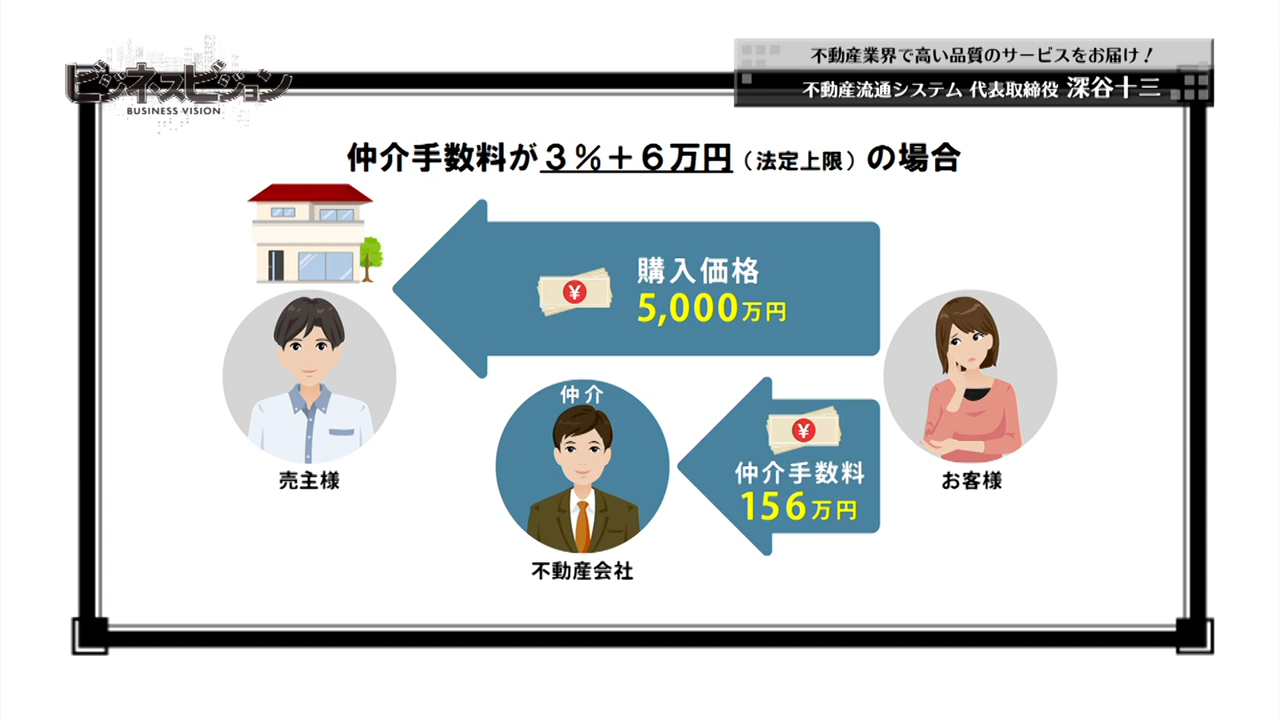 ビジネスビジョン
BUSINESS VISION
不動産業界で高い品質のサービスをお届け！
不動産流通システム 代表取締役 深谷十三
仲介手数料が３％＋６万円（法定上限）の場合
¥
購入価格
5,000万円
仲介
¥
仲介手数料
156万円
売主様
お客様
不動産会社